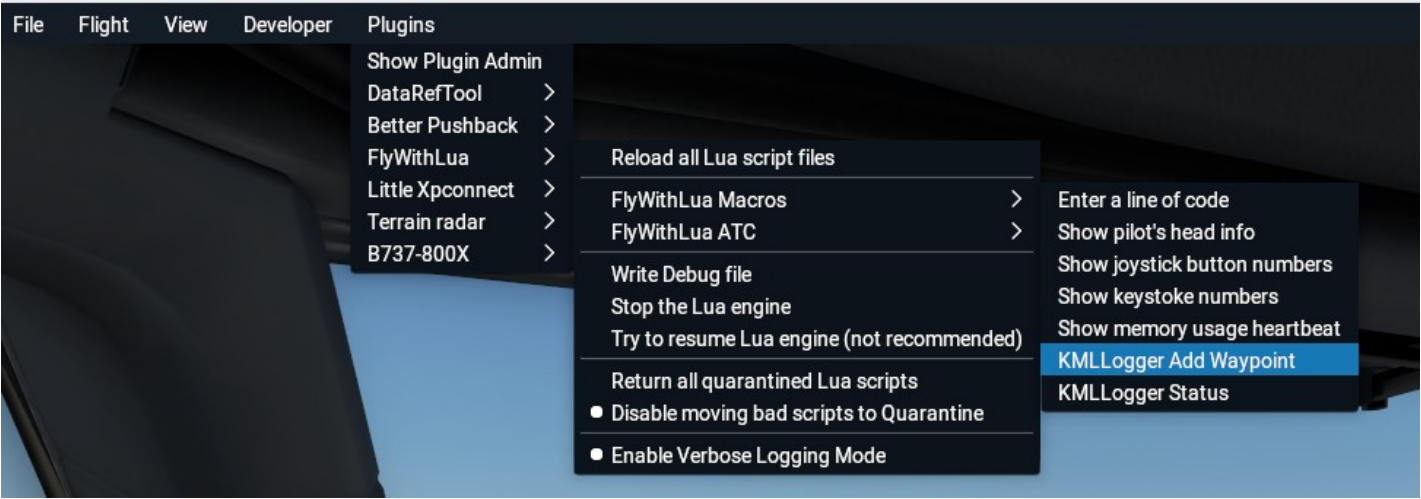 File Flight View Developer Plugins
Show Plugin Admin
DataRefTool
Better Pushback
FlyWithLua
Little Xpconnect
Terrain radar
B737-800X
Reload all Lua script files
FlyWithLua Macros
FlyWithLua ATC
Write Debug file
Stop the Lua engine
Try to resume Lua engine (not recommended)
Return all quarantined Lua scripts
Disable moving bad scripts to Quarantine
Enable Verbose Logging Mode
Enter a line of code
Show pilot's head info
Show joystick button numbers
Show keystoke numbers
Show memory usage heartbeat
KMLLogger Add Waypoint
KMLLogger Status